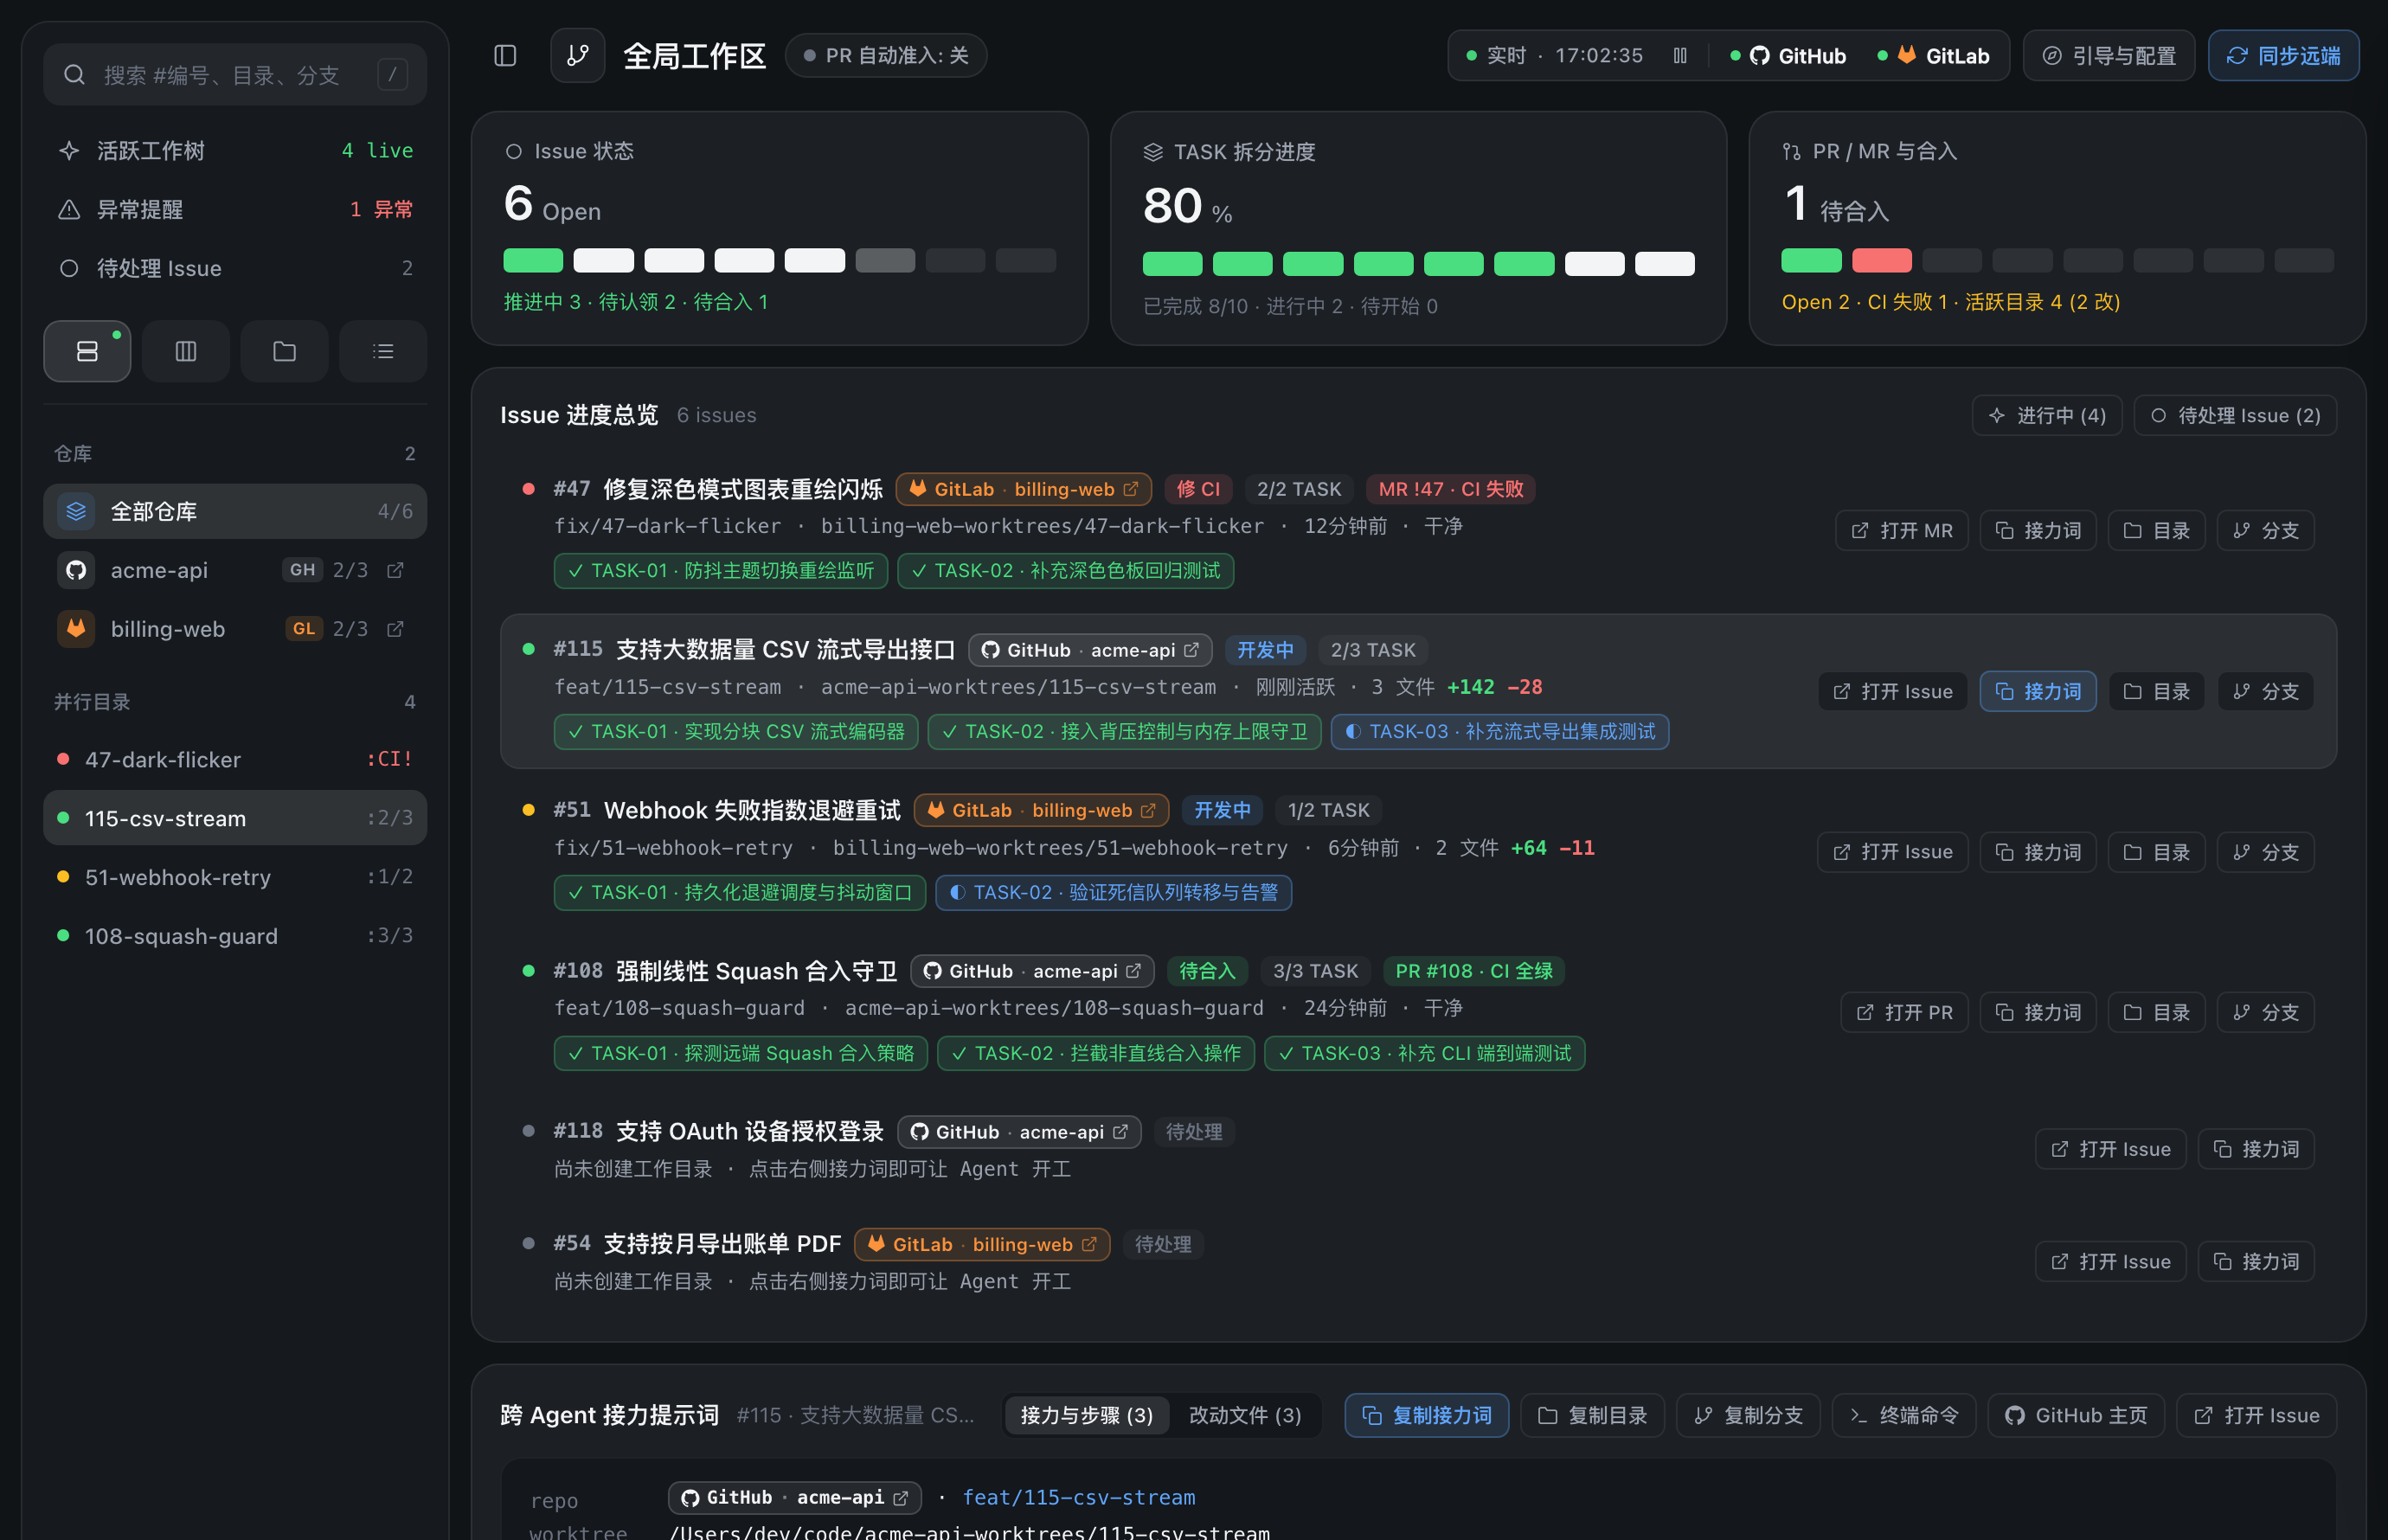 搜索 #编号、目录、分支 /
活跃工作树 4 live
异常提醒 1 异常
待处理 Issue 2
仓库 2
全部仓库 4/6
acme-api GH 2/3
billing-web GL 2/3
并行目录 4
47-dark-flicker :CI!
115-csv-stream :2/3
51-webhook-retry :1/2
108-squash-guard :3/3
全局工作区 PR 自动准入: 关
实时 · 17:02:35 GitHub GitLab 引导与配置 同步远端
Issue 状态
6 Open
推进中 3 · 待认领 2 · 待合入 1
TASK 拆分进度
80 %
已完成 8/10 · 进行中 2 · 待开始 0
PR / MR 与合入
1 待合入
Open 2 · CI 失败 1 · 活跃目录 4 (2 改)
Issue 进度总览 6 issues 进行中 (4) 待处理 Issue (2)
#47 修复深色模式图表重绘闪烁 GitLab · billing-web 修 CI 2/2 TASK MR !47 · CI 失败
fix/47-dark-flicker · billing-web-worktrees/47-dark-flicker · 12分钟前 · 干净
打开 MR 接力词 目录 分支
✓ TASK-01 · 防抖主题切换重绘监听 ✓ TASK-02 · 补充深色色板回归测试
#115 支持大数据量 CSV 流式导出接口 GitHub · acme-api 开发中 2/3 TASK
feat/115-csv-stream · acme-api-worktrees/115-csv-stream · 刚刚活跃 · 3 文件 +142 −28
打开 Issue 接力词 目录 分支
✓ TASK-01 · 实现分块 CSV 流式编码器 ✓ TASK-02 · 接入背压控制与内存上限守卫 TASK-03 · 补充流式导出集成测试
#51 Webhook 失败指数退避重试 GitLab · billing-web 开发中 1/2 TASK
fix/51-webhook-retry · billing-web-worktrees/51-webhook-retry · 6分钟前 · 2 文件 +64 −11
打开 Issue 接力词 目录 分支
✓ TASK-01 · 持久化退避调度与抖动窗口 TASK-02 · 验证死信队列转移与告警
#108 强制线性 Squash 合入守卫 GitHub · acme-api 待合入 3/3 TASK PR #108 · CI 全绿
feat/108-squash-guard · acme-api-worktrees/108-squash-guard · 24分钟前 · 干净
打开 PR 接力词 目录 分支
✓ TASK-01 · 探测远端 Squash 合入策略 ✓ TASK-02 · 拦截非直线合入操作 ✓ TASK-03 · 补充 CLI 端到端测试
#118 支持 OAuth 设备授权登录 GitHub · acme-api 待处理
尚未创建工作目录 · 点击右侧接力词即可让 Agent 开工
打开 Issue 接力词
#54 支持按月导出账单 PDF GitLab · billing-web 待处理
尚未创建工作目录 · 点击右侧接力词即可让 Agent 开工
打开 Issue 接力词
跨 Agent 接力提示词 #115 · 支持大数据量 CS... 接力与步骤 (3) 改动文件 (3) 复制接力词 复制目录 复制分支 终端命令 GitHub 主页 打开 Issue
repo GitHub · acme-api · feat/115-csv-stream
worktree /Users/dev/code/acme-api-worktrees/115-csv-stream